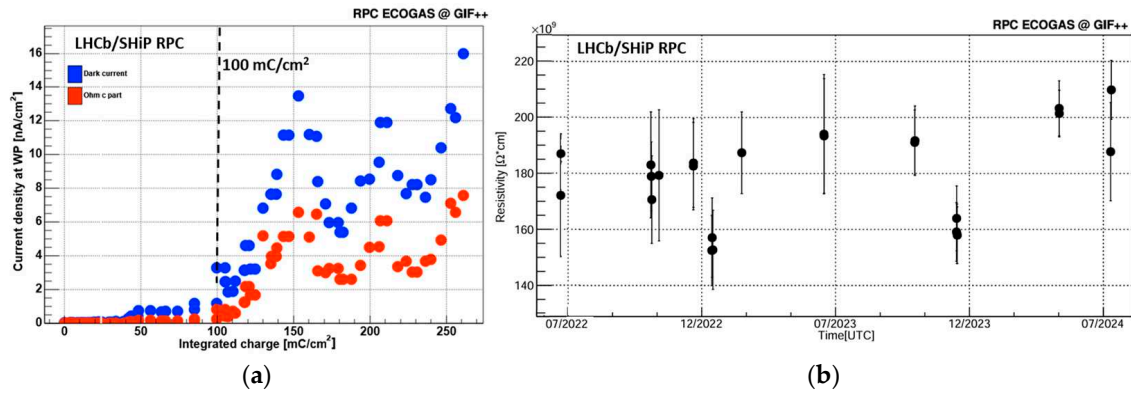 RPC ECOGAS @ GIF++
LHCb/SHiP RPC
100 mC/cm²
Dark current
Ohm c part
Current density at WP [nA/cm²]
16
14
12
10
8
6
4
2
0
0 50 100 150 200 250
Integrated charge [mC/cm²]
(a)
×10⁹
RPC ECOGAS @ GIF++
LHCb/SHiP RPC
Resistivity [Ω*cm]
220
200
180
160
140
07/2022 12/2022 07/2023 12/2023 07/2024
Time[UTC]
(b)